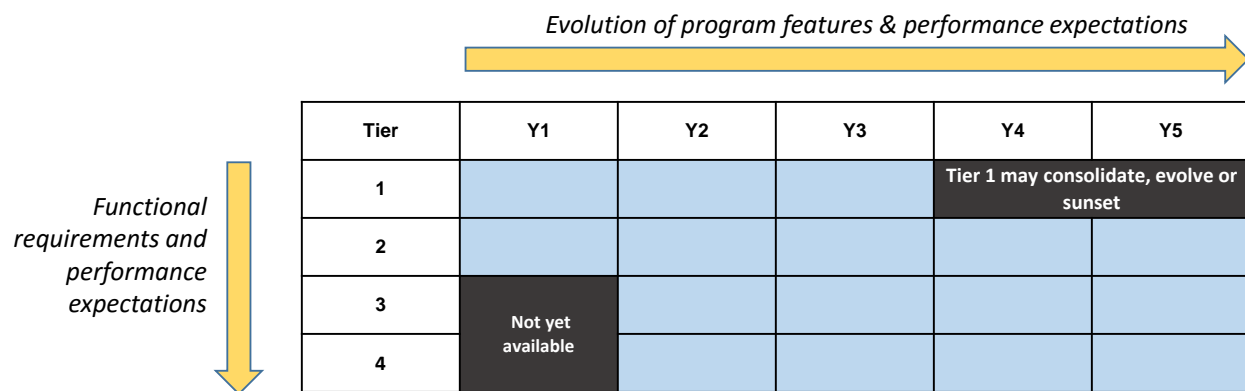 Evolution of program features & performance expectations
Tier Y1 Y2 Y3 Y4 Y5
1
Tier 1 may consolidate, evolve or
sunset
Functional
requirements and
performance
expectations
2
3
Not yet
available
4